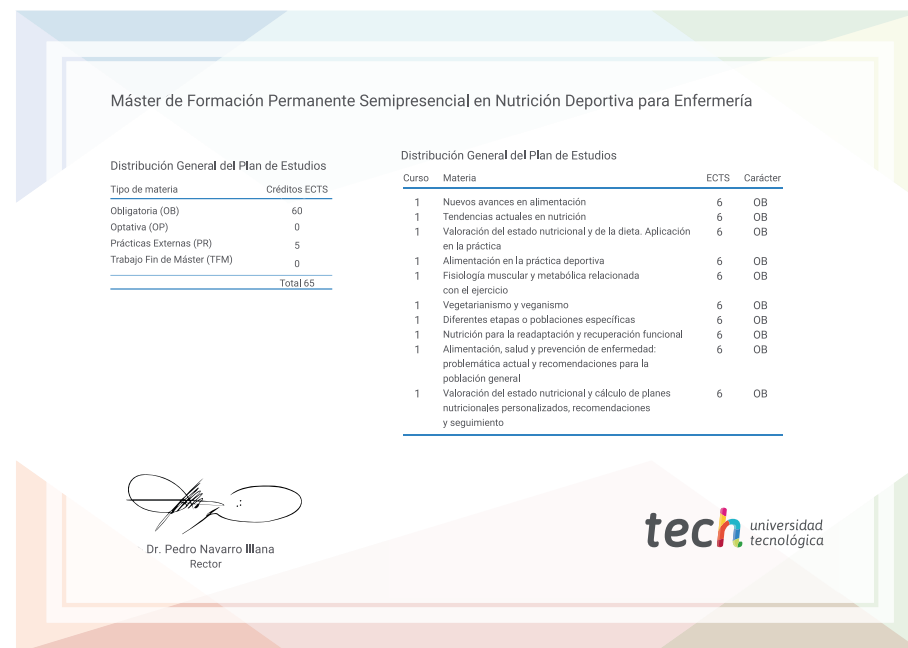 Máster de Formación Permanente Semipresencial en Nutrición Deportiva para Enfermería
Distribución General del Plan de Estudios
Tipo de materia Créditos ECTS
Obligatoria (OB) 60
Optativa (OP) 0
Prácticas Externas (PR) 5
Trabajo Fin de Máster (TFM) 0
Total 65
Distribución General del Plan de Estudios
Curso Materia ECTS Carácter
1 Nuevos avances en alimentación 6 OB
1 Tendencias actuales en nutrición 6 OB
1 Valoración del estado nutricional y de la dieta. Aplicación 6 OB
en la práctica
1 Alimentación en la práctica deportiva 6 OB
1 Fisiología muscular y metabólica relacionada 6 OB
con el ejercicio
1 Vegetarianismo y veganismo 6 OB
1 Diferentes etapas o poblaciones específicas 6 OB
1 Nutrición para la readaptación y recuperación funcional 6 OB
1 Alimentación, salud y prevención de enfermedad: 6 OB
problemática actual y recomendaciones para la
población general
1 Valoración del estado nutricional y cálculo de planes 6 OB
nutricionales personalizados, recomendaciones
y seguimiento
Dr. Pedro Navarro Illana
Rector
tech universidad
tecnológica